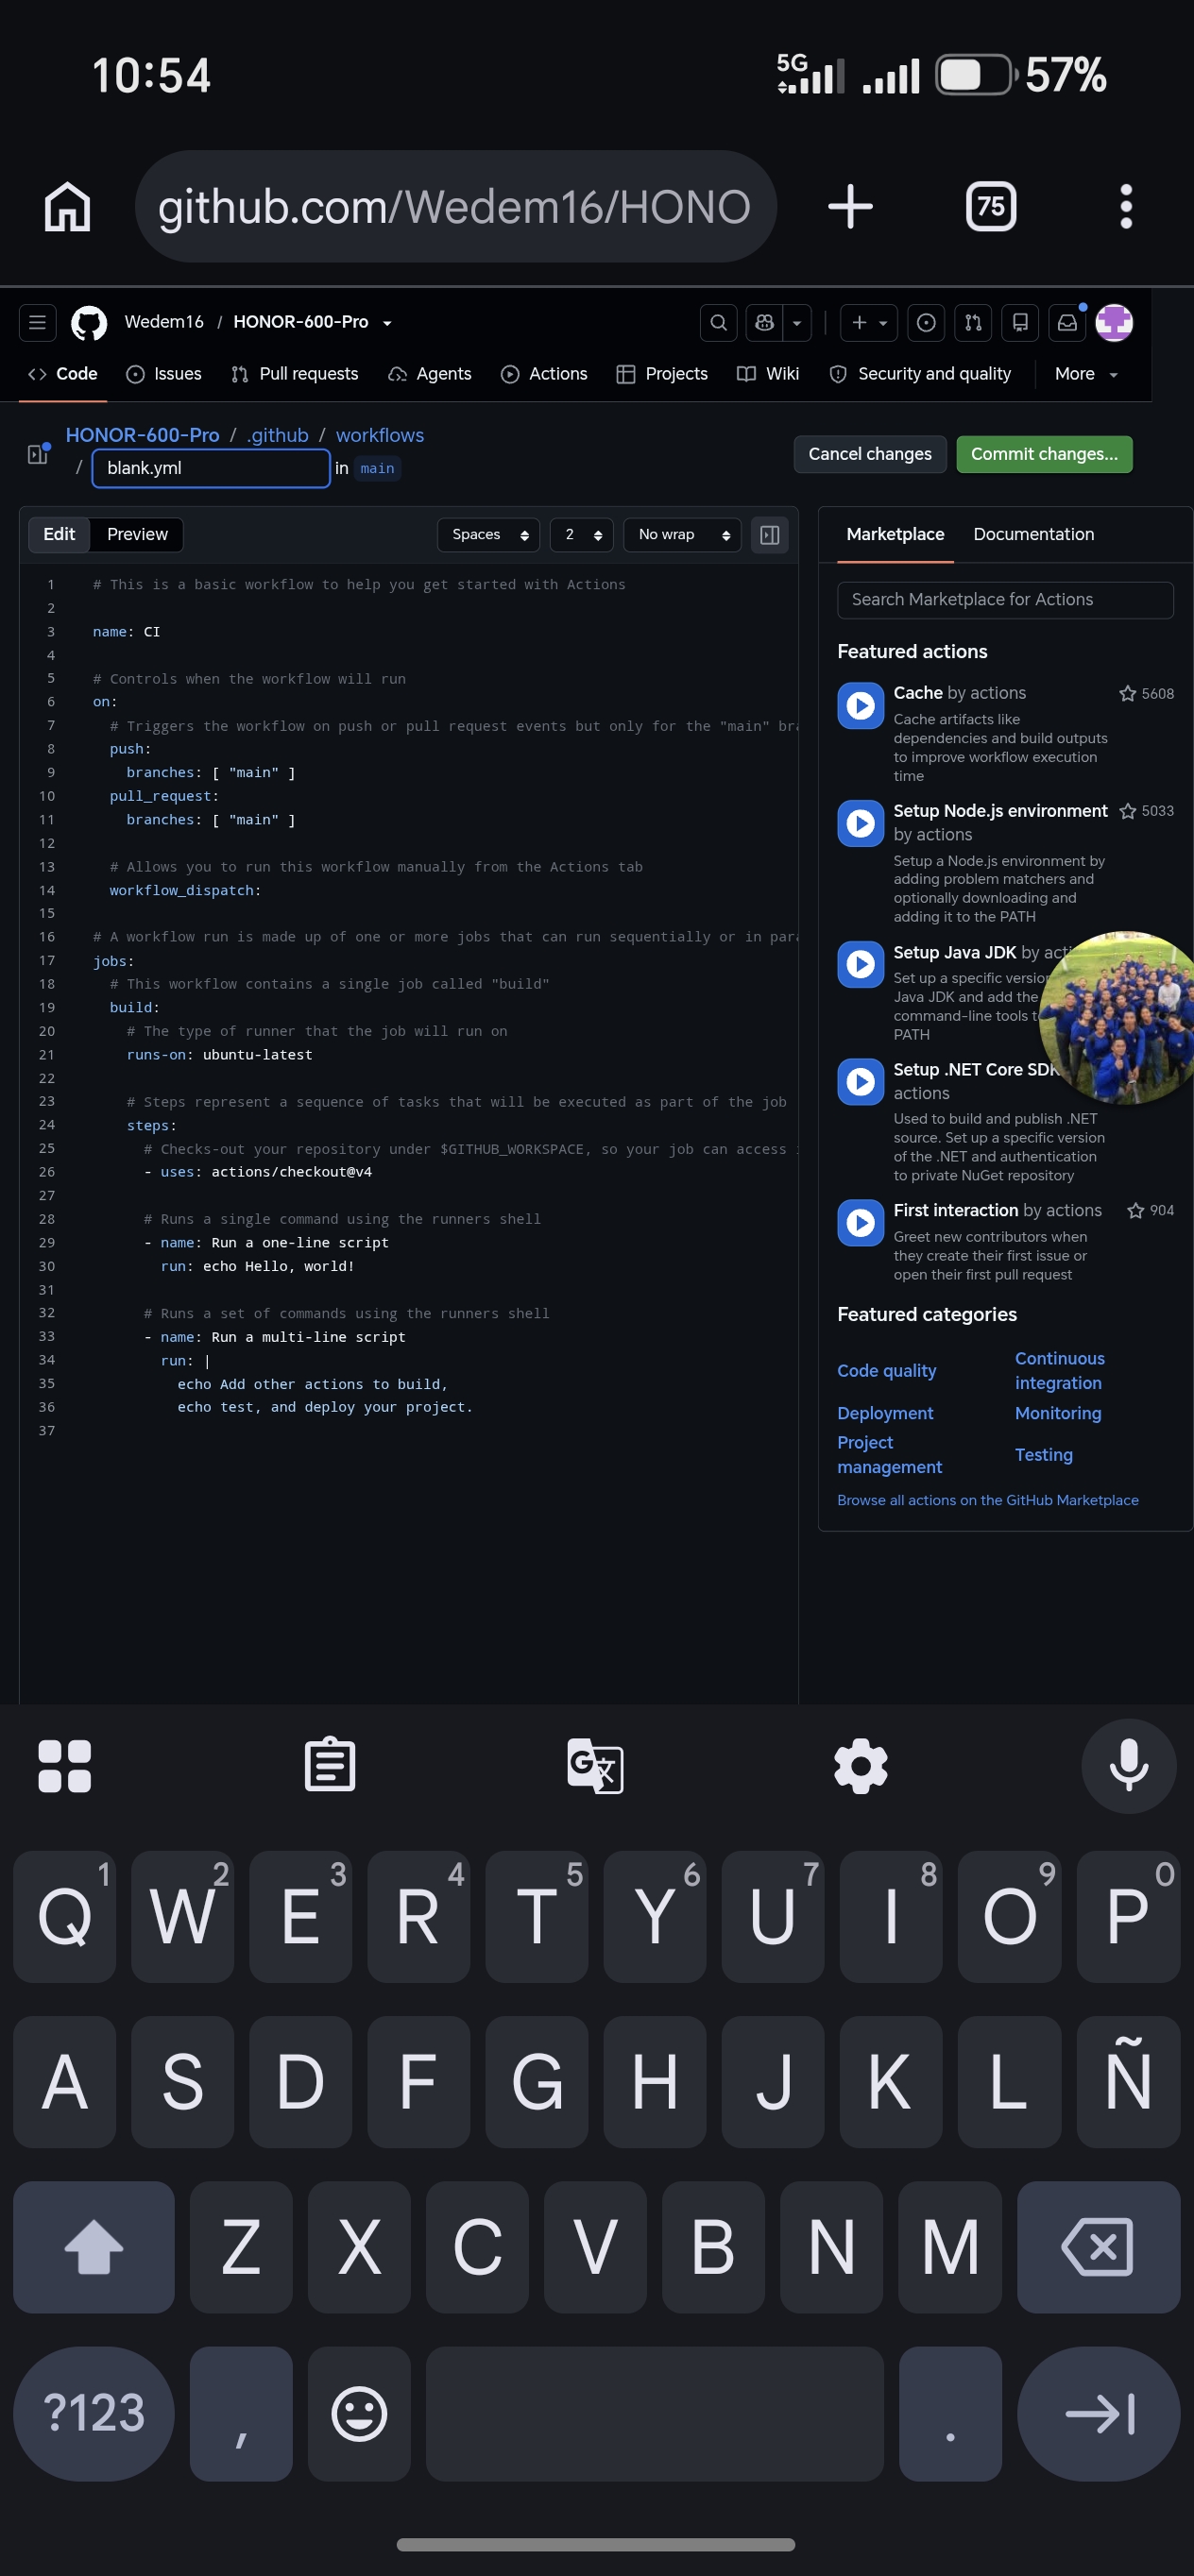 10:54
5G
57%
github.com/Wedem16/HONO
75
Wedem16 / HONOR-600-Pro
Code
Issues
Pull requests
Agents
Actions
Projects
Wiki
Security and quality
More
HONOR-600-Pro / .github / workflows
/ blank.yml in main
Cancel changes
Commit changes...
Edit
Preview
Spaces
2
No wrap
1 # This is a basic workflow to help you get started with Actions
2
3 name: CI
4
5 # Controls when the workflow will run
6 on:
7 # Triggers the workflow on push or pull request events but only for the "main" bra
8 push:
9 branches: [ "main" ]
10 pull_request:
11 branches: [ "main" ]
12
13 # Allows you to run this workflow manually from the Actions tab
14 workflow_dispatch:
15
16 # A workflow run is made up of one or more jobs that can run sequentially or in para
17 jobs:
18 # This workflow contains a single job called "build"
19 build:
20 # The type of runner that the job will run on
21 runs-on: ubuntu-latest
22
23 # Steps represent a sequence of tasks that will be executed as part of the job
24 steps:
25 # Checks-out your repository under $GITHUB_WORKSPACE, so your job can access
26 - uses: actions/checkout@v4
27
28 # Runs a single command using the runners shell
29 - name: Run a one-line script
30 run: echo Hello, world!
31
32 # Runs a set of commands using the runners shell
33 - name: Run a multi-line script
34 run: |
35 echo Add other actions to build,
36 echo test, and deploy your project.
37
Marketplace
Documentation
Search Marketplace for Actions
Featured actions
Cache by actions
5608
Cache artifacts like
dependencies and build outputs
to improve workflow execution
time
Setup Node.js environment
5033
by actions
Setup a Node.js environment by
adding problem matchers and
optionally downloading and
adding it to the PATH
Setup Java JDK by acti
Set up a specific version
Java JDK and add the
command-line tools t
PATH
Setup .NET Core SDK
actions
Used to build and publish .NET
source. Set up a specific version
of the .NET and authentication
to private NuGet repository
First interaction by actions
904
Greet new contributors when
they create their first issue or
open their first pull request
Featured categories
Code quality
Continuous
integration
Deployment
Monitoring
Project
management
Testing
Browse all actions on the GitHub Marketplace
G 文
1 2 3 4 5 6 7 8 9 0
Q W E R T Y U I O P
A S D F G H J K L Ñ
Z X C V B N M
?123 , .